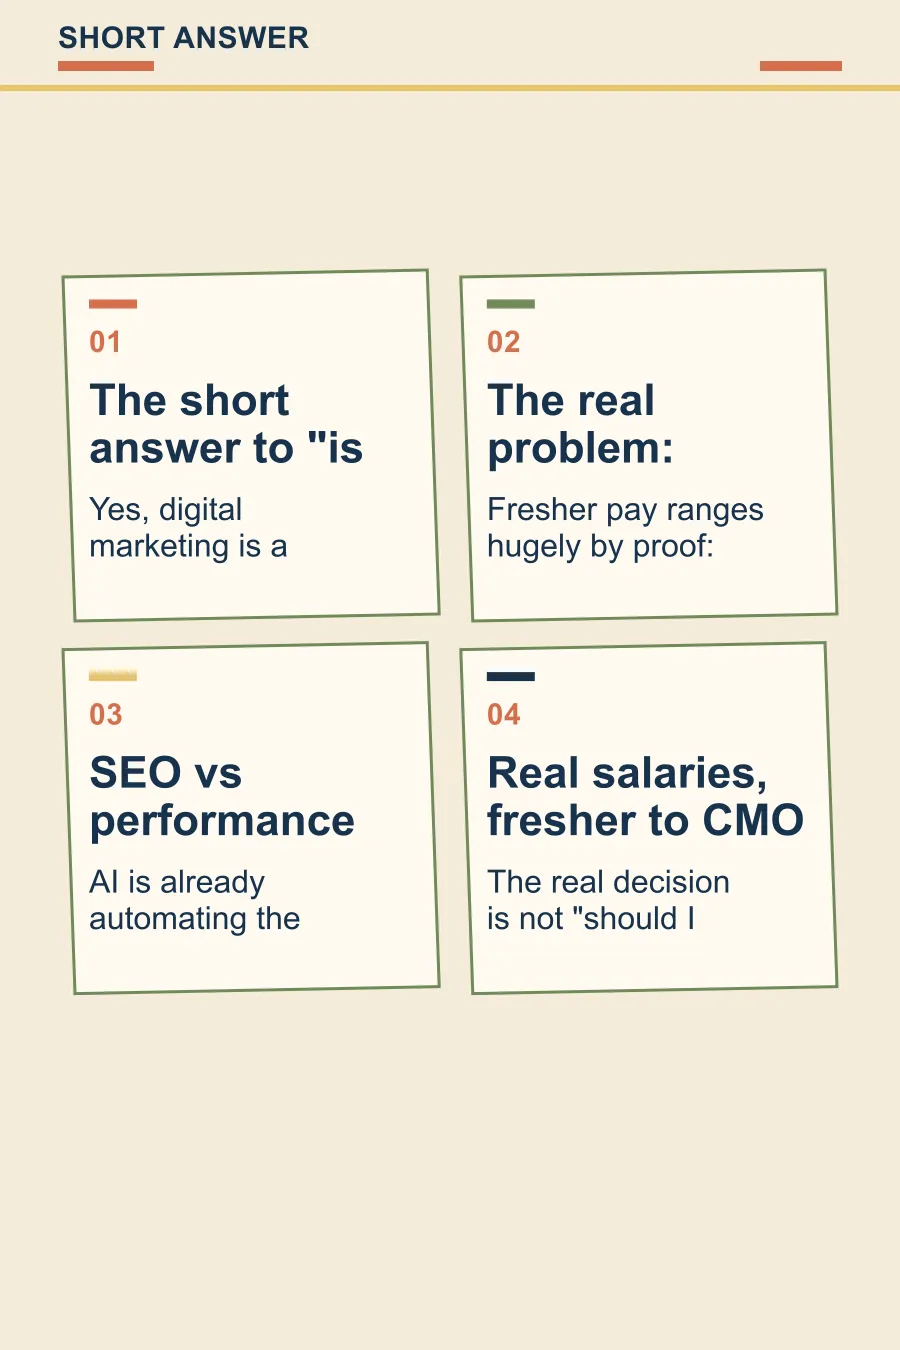 SHORT ANSWER
01
The short
answer to "is
Yes, digital
marketing is a
02
The real
problem:
Fresher pay ranges
hugely by proof:
03
SEO vs
performance
AI is already
automating the
04
Real salaries,
fresher to CMO
The real decision
is not "should I